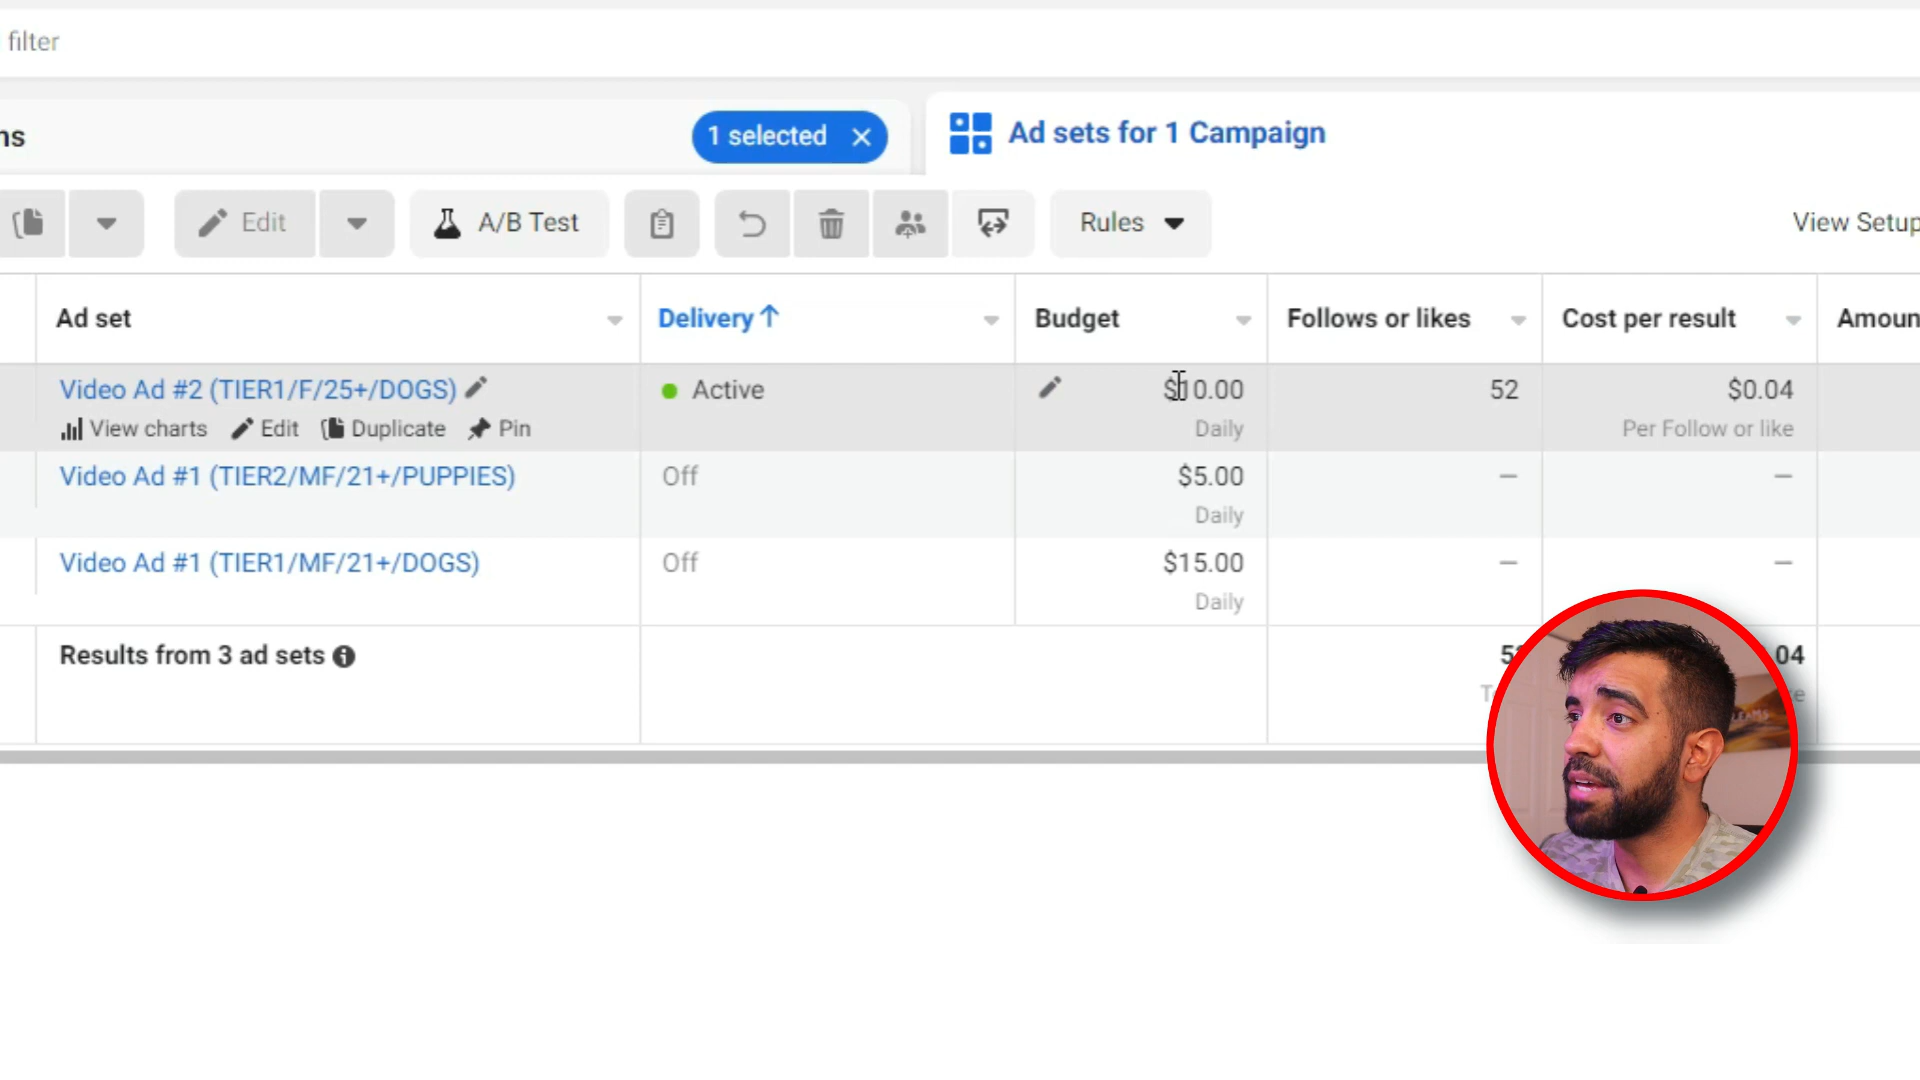 filter
ns
1 selected
Ad sets for 1 Campaign
Edit
A/B Test
Rules
View Setup
Ad set
Delivery
Budget
Follows or likes
Cost per result
Amoun
Video Ad #2 (TIER1/F/25+/DOGS)
Active
$10.00
52
$0.04
View charts
Edit
Duplicate
Pin
Daily
Per Follow or like
Video Ad #1 (TIER2/MF/21+/PUPPIES)
Off
$5.00
—
—
Daily
Video Ad #1 (TIER1/MF/21+/DOGS)
Off
$15.00
—
—
Daily
Results from 3 ad sets
04